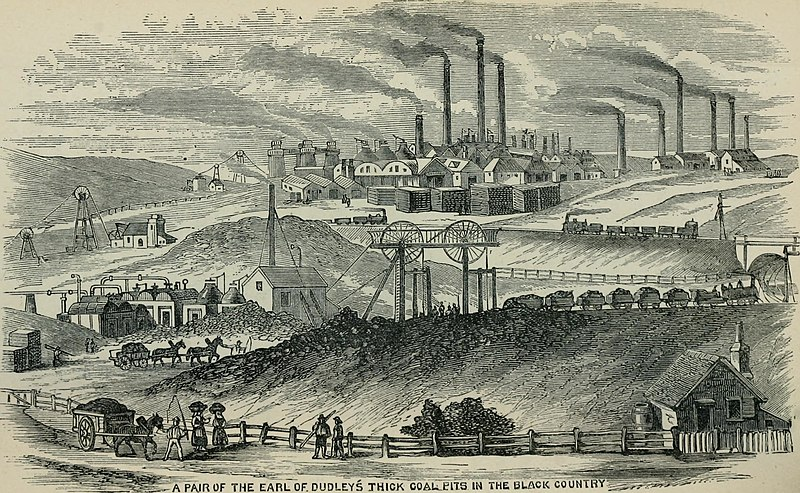 A PAIR OF THE EARL OF DUDLEY'S THICK COAL PITS IN THE BLACK COUNTRY